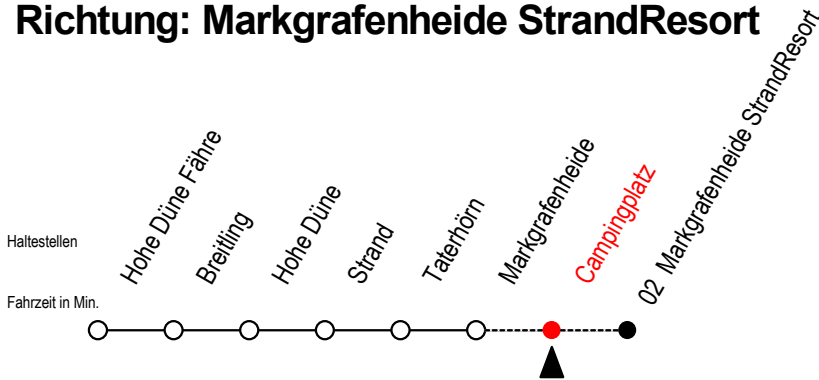 Richtung: Markgrafenheide StrandResort
Haltestellen
Hohe Düne Fähre
Breitling
Hohe Düne
Strand
Taterhörn
Markgrafenheide
Campingplatz
02 Markgrafenheide StrandResort
Fahrzeit in Min.